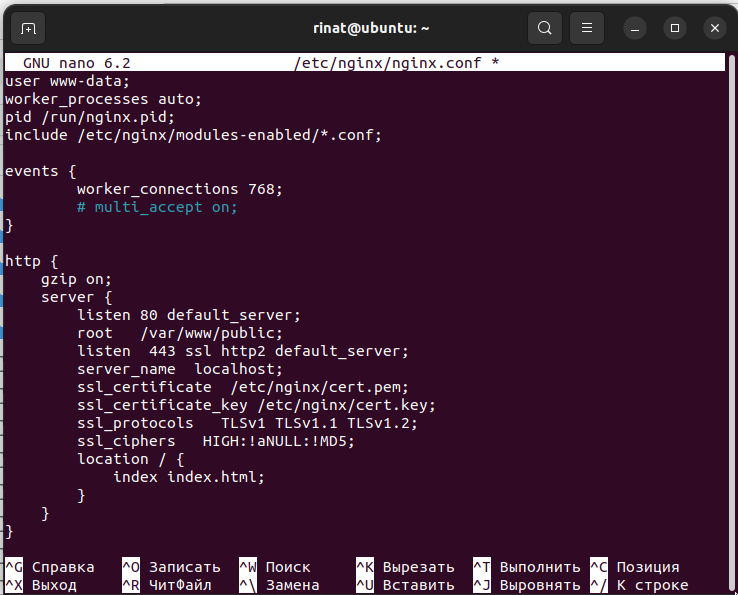 rinat@ubuntu: ~
GNU nano 6.2 /etc/nginx/nginx.conf *
user www-data;
worker_processes auto;
pid /run/nginx.pid;
include /etc/nginx/modules-enabled/*.conf;

events {
        worker_connections 768;
        # multi_accept on;
}

http {
    gzip on;
    server {
        listen 80 default_server;
        root   /var/www/public;
        listen  443 ssl http2 default_server;
        server_name  localhost;
        ssl_certificate  /etc/nginx/cert.pem;
        ssl_certificate_key /etc/nginx/cert.key;
        ssl_protocols   TLSv1 TLSv1.1 TLSv1.2;
        ssl_ciphers   HIGH:!aNULL:!MD5;
        location / {
            index index.html;
        }
    }
}

^G Справка ^O Записать ^W Поиск ^K Вырезать ^T Выполнить ^C Позиция
^X Выход ^R ЧитФайл ^\ Замена ^U Вставить ^J Выровнять ^/ К строке